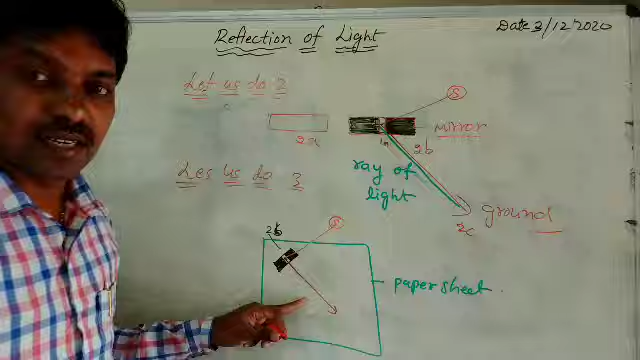 Reflection of Light
Date 3/12/2020
Let us do 2
S
mirror
2a
1a
2b
ray of
light
ground
2c
Les us do 3
S
paper sheet